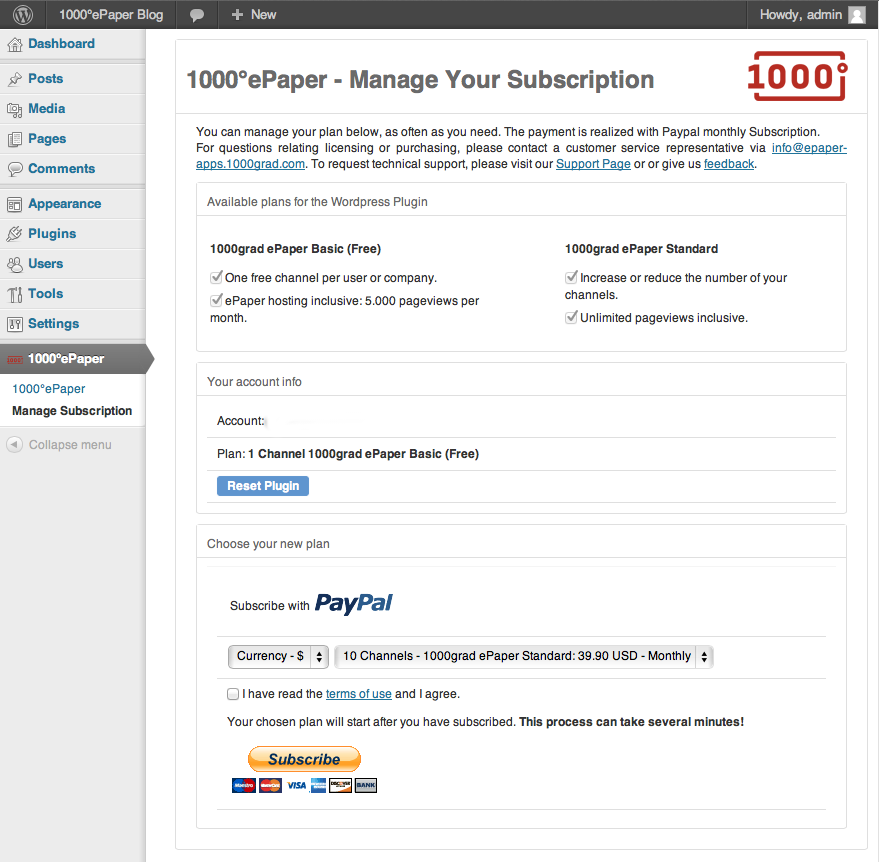 1000°ePaper Blog
New
Howdy, admin
Dashboard
Posts
Media
Pages
Comments
Appearance
Plugins
Users
Tools
Settings
1000°ePaper
1000°ePaper
Manage Subscription
Collapse menu
1000°ePaper - Manage Your Subscription
1000°
You can manage your plan below, as often as you need. The payment is realized with Paypal monthly Subscription.
For questions relating licensing or purchasing, please contact a customer service representative via info@epaper-
apps.1000grad.com. To request technical support, please visit our Support Page or or give us feedback.
Available plans for the Wordpress Plugin
1000grad ePaper Basic (Free)
One free channel per user or company.
ePaper hosting inclusive: 5.000 pageviews per
month.
1000grad ePaper Standard
Increase or reduce the number of your
channels.
Unlimited pageviews inclusive.
Your account info
Account:
Plan: 1 Channel 1000grad ePaper Basic (Free)
Reset Plugin
Choose your new plan
Subscribe with PayPal
Currency - $ 10 Channels - 1000grad ePaper Standard: 39.90 USD - Monthly
I have read the terms of use and I agree.
Your chosen plan will start after you have subscribed. This process can take several minutes!
Subscribe
Maestro MasterCard VISA DISCOVER BANK